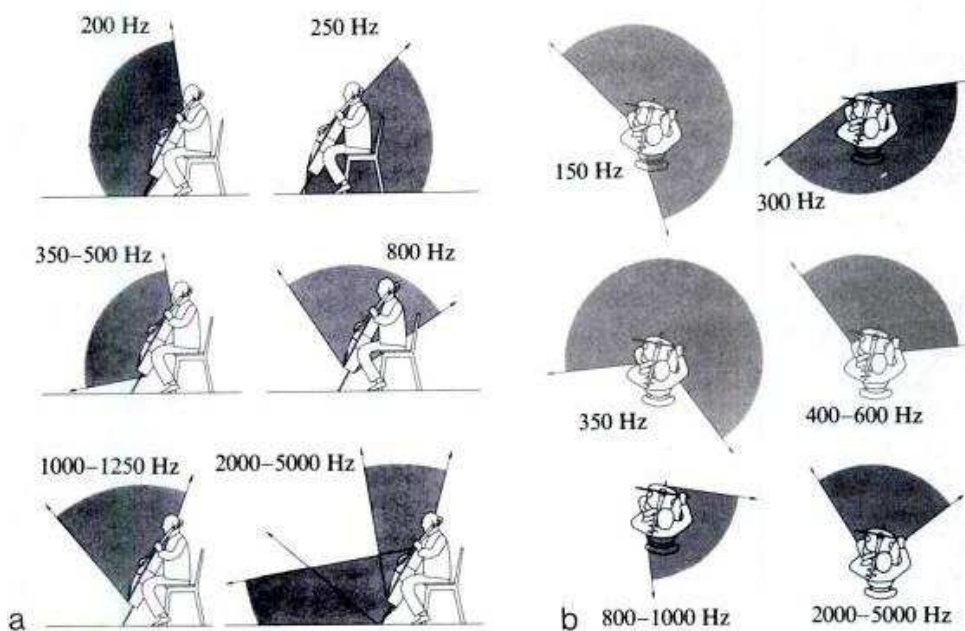 200 Hz
250 Hz
350–500 Hz
800 Hz
1000–1250 Hz
2000–5000 Hz
a
150 Hz
300 Hz
350 Hz
400–600 Hz
800–1000 Hz
2000–5000 Hz
b